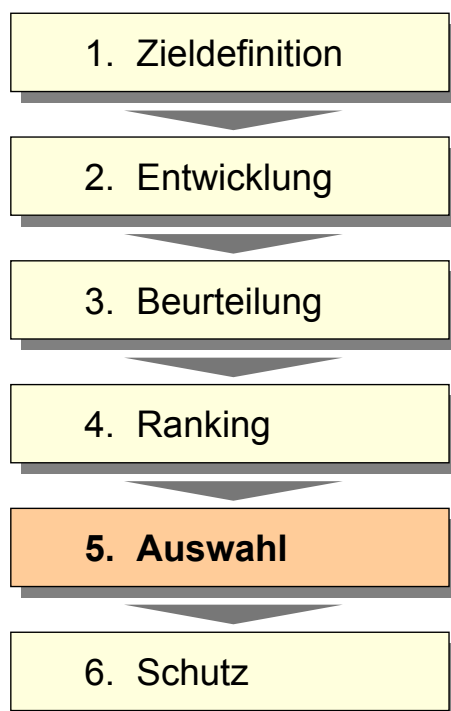 1. Zieldefinition
2. Entwicklung
3. Beurteilung
4. Ranking
5. Auswahl
6. Schutz